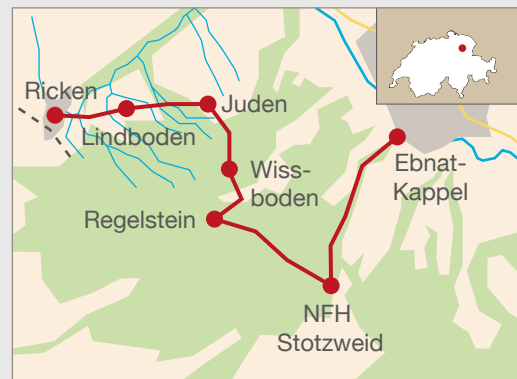 Ricken
Lindboden
Juden
Wiss-
boden
Regelstein
Ebnat-
Kappel
NFH
Stotzweid